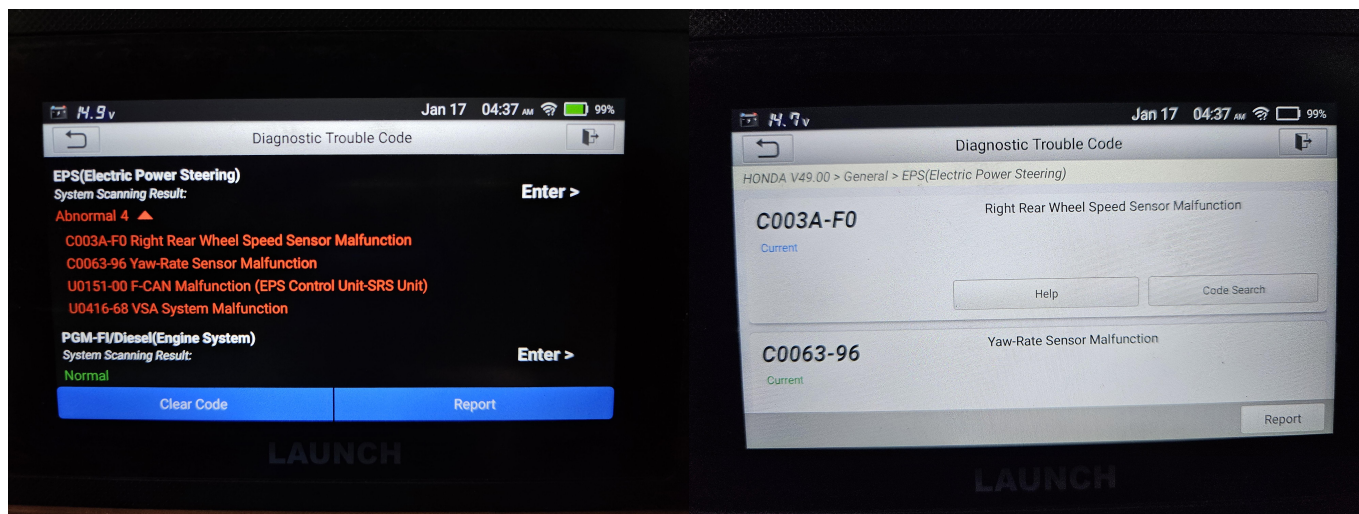 14.9v
Jan 17 04:37 AM 99%
Diagnostic Trouble Code
EPS(Electric Power Steering)
System Scanning Result:
Enter >
Abnormal 4
C003A-F0 Right Rear Wheel Speed Sensor Malfunction
C0063-96 Yaw-Rate Sensor Malfunction
U0151-00 F-CAN Malfunction (EPS Control Unit-SRS Unit)
U0416-68 VSA System Malfunction
PGM-FI/Diesel(Engine System)
System Scanning Result:
Enter >
Normal
Clear Code
Report
LAUNCH
14.7v
Jan 17 04:37 AM 99%
Diagnostic Trouble Code
HONDA V49.00 > General > EPS(Electric Power Steering)
C003A-F0
Right Rear Wheel Speed Sensor Malfunction
Current
Help
Code Search
C0063-96
Yaw-Rate Sensor Malfunction
Current
Report
LAUNCH